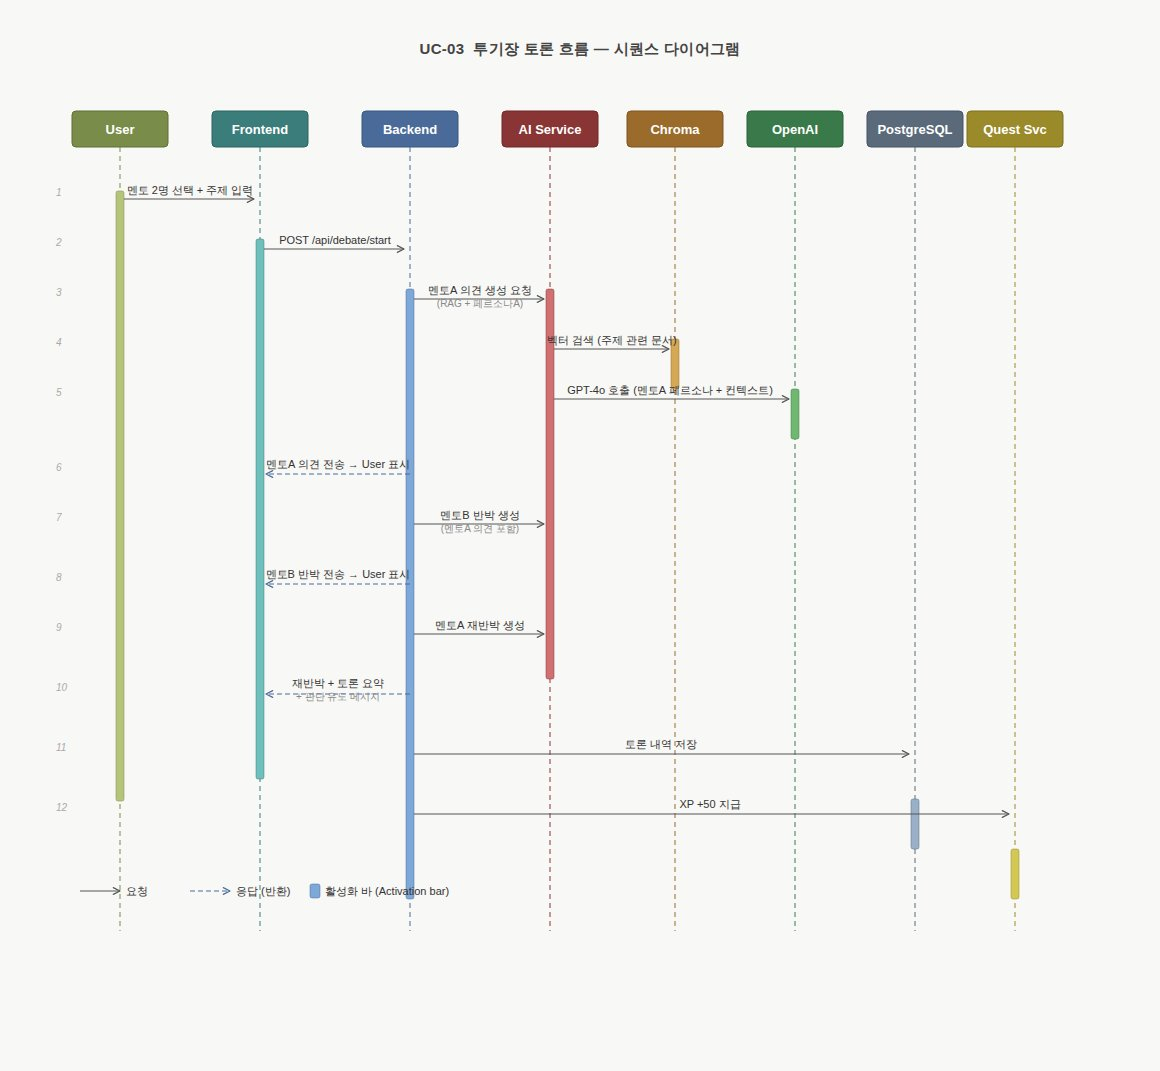 UC-03 투기장 토론 흐름 — 시퀀스 다이어그램
User
Frontend
Backend
AI Service
Chroma
OpenAI
PostgreSQL
Quest Svc
1
멘토 2명 선택 + 주제 입력
2
POST /api/debate/start
3
멘토A 의견 생성 요청
(RAG + 페르소나A)
4
벡터 검색 (주제 관련 문서)
5
GPT-4o 호출 (멘토A 페르소나 + 컨텍스트)
6
멘토A 의견 전송 → User 표시
7
멘토B 반박 생성
(멘토A 의견 포함)
8
멘토B 반박 전송 → User 표시
9
멘토A 재반박 생성
10
재반박 + 토론 요약
+ 판단 유도 메시지
11
토론 내역 저장
12
XP +50 지급
요청
응답 (반환)
활성화 바 (Activation bar)